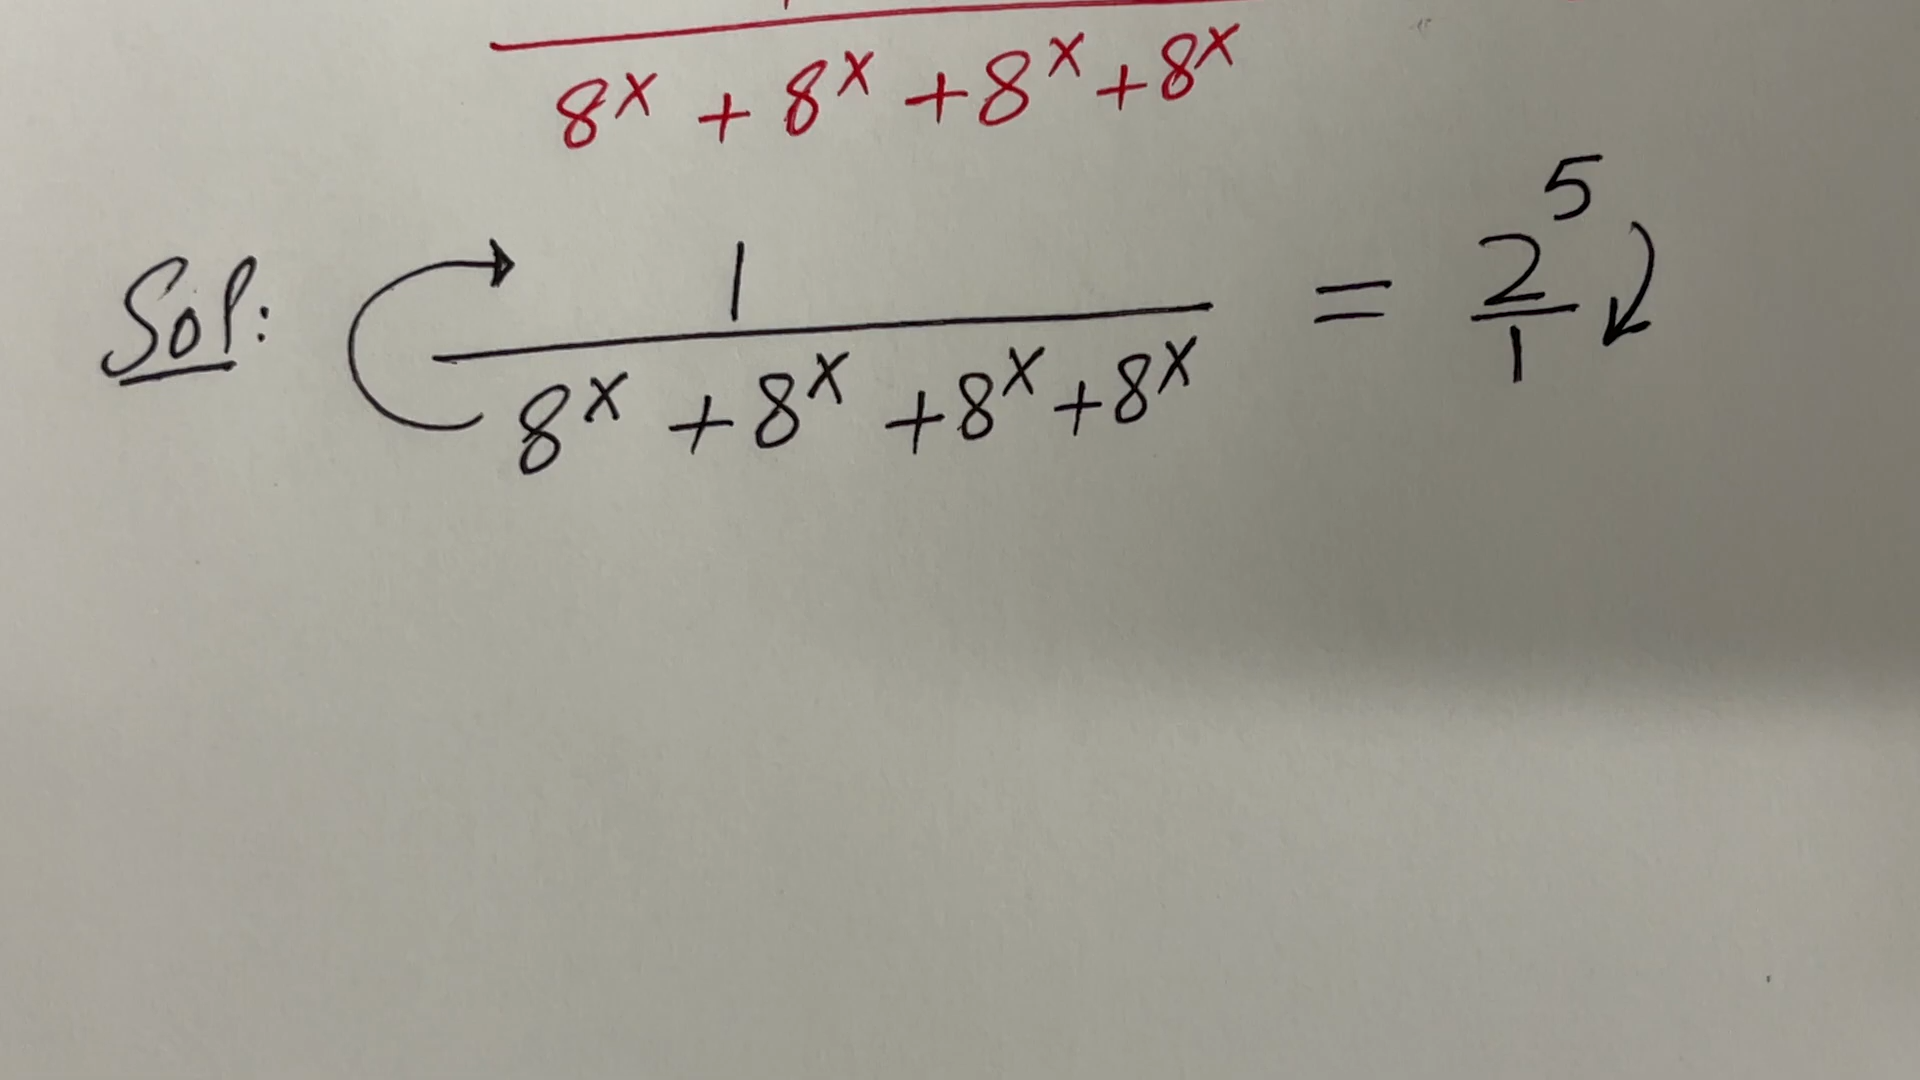 8^x + 8^x + 8^x + 8^x
Sol: 1 / (8^x + 8^x + 8^x + 8^x) = 2^5 / 1